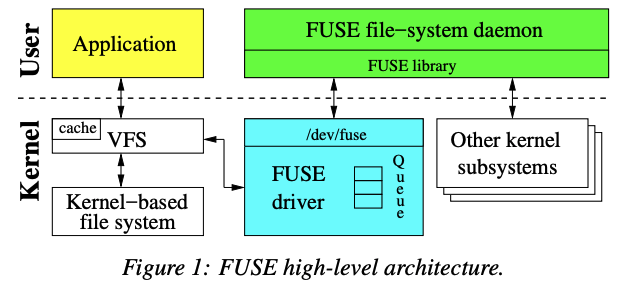 User
Application
FUSE file−system daemon
FUSE library
Kernel
cache
VFS
Kernel−based
file system
/dev/fuse
FUSE
driver
Queue
Other kernel
subsystems
Figure 1: FUSE high-level architecture.